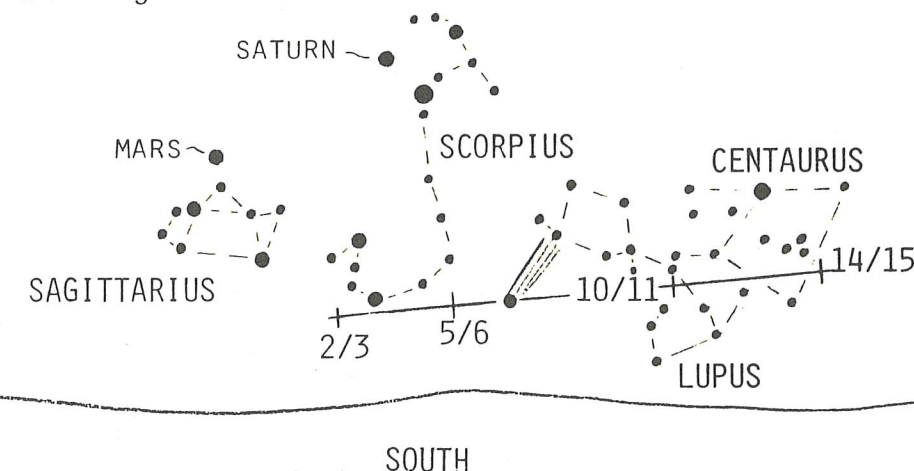 SATURN
MARS
SCORPIUS
CENTAURUS
SAGITTARIUS
14/15
10/11
5/6
2/3
LUPUS
SOUTH